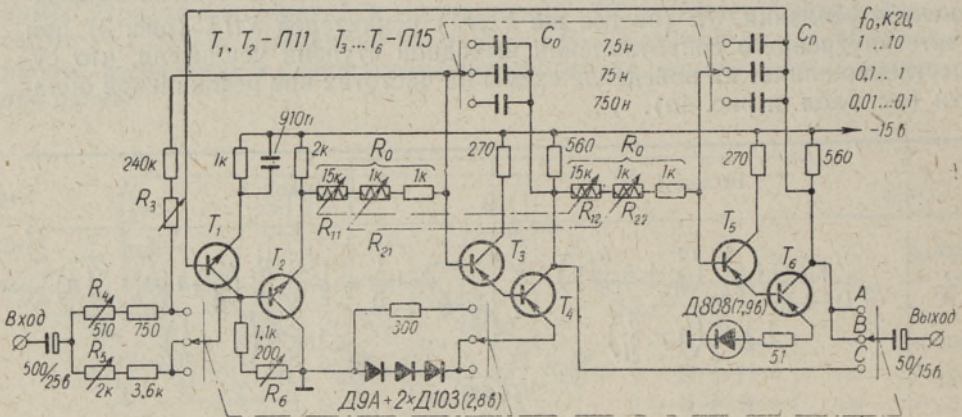 T₁, T₂ – П11 T₃ ... T₆ – П15
C₀
7,5н
75н
750н
C₀
f₀, кгц
1 ... 10
0,1 ... 1
0,01 ... 0,1
–15в
240к
R₃
1к
910п
2к
R₀
15к
1к
1к
R₁₁
R₂₁
270
560
R₀
15к
1к
1к
R₁₂
R₂₂
270
560
T₁
T₂
T₃
T₄
T₅
T₆
Вход
500/25в
R₄
510
750
R₅
2к
3,6к
1,1к
200
R₆
300
Д9А + 2×Д103 (2,8в)
Д808 (7,9в)
51
A
B
C
Выход
50/15в